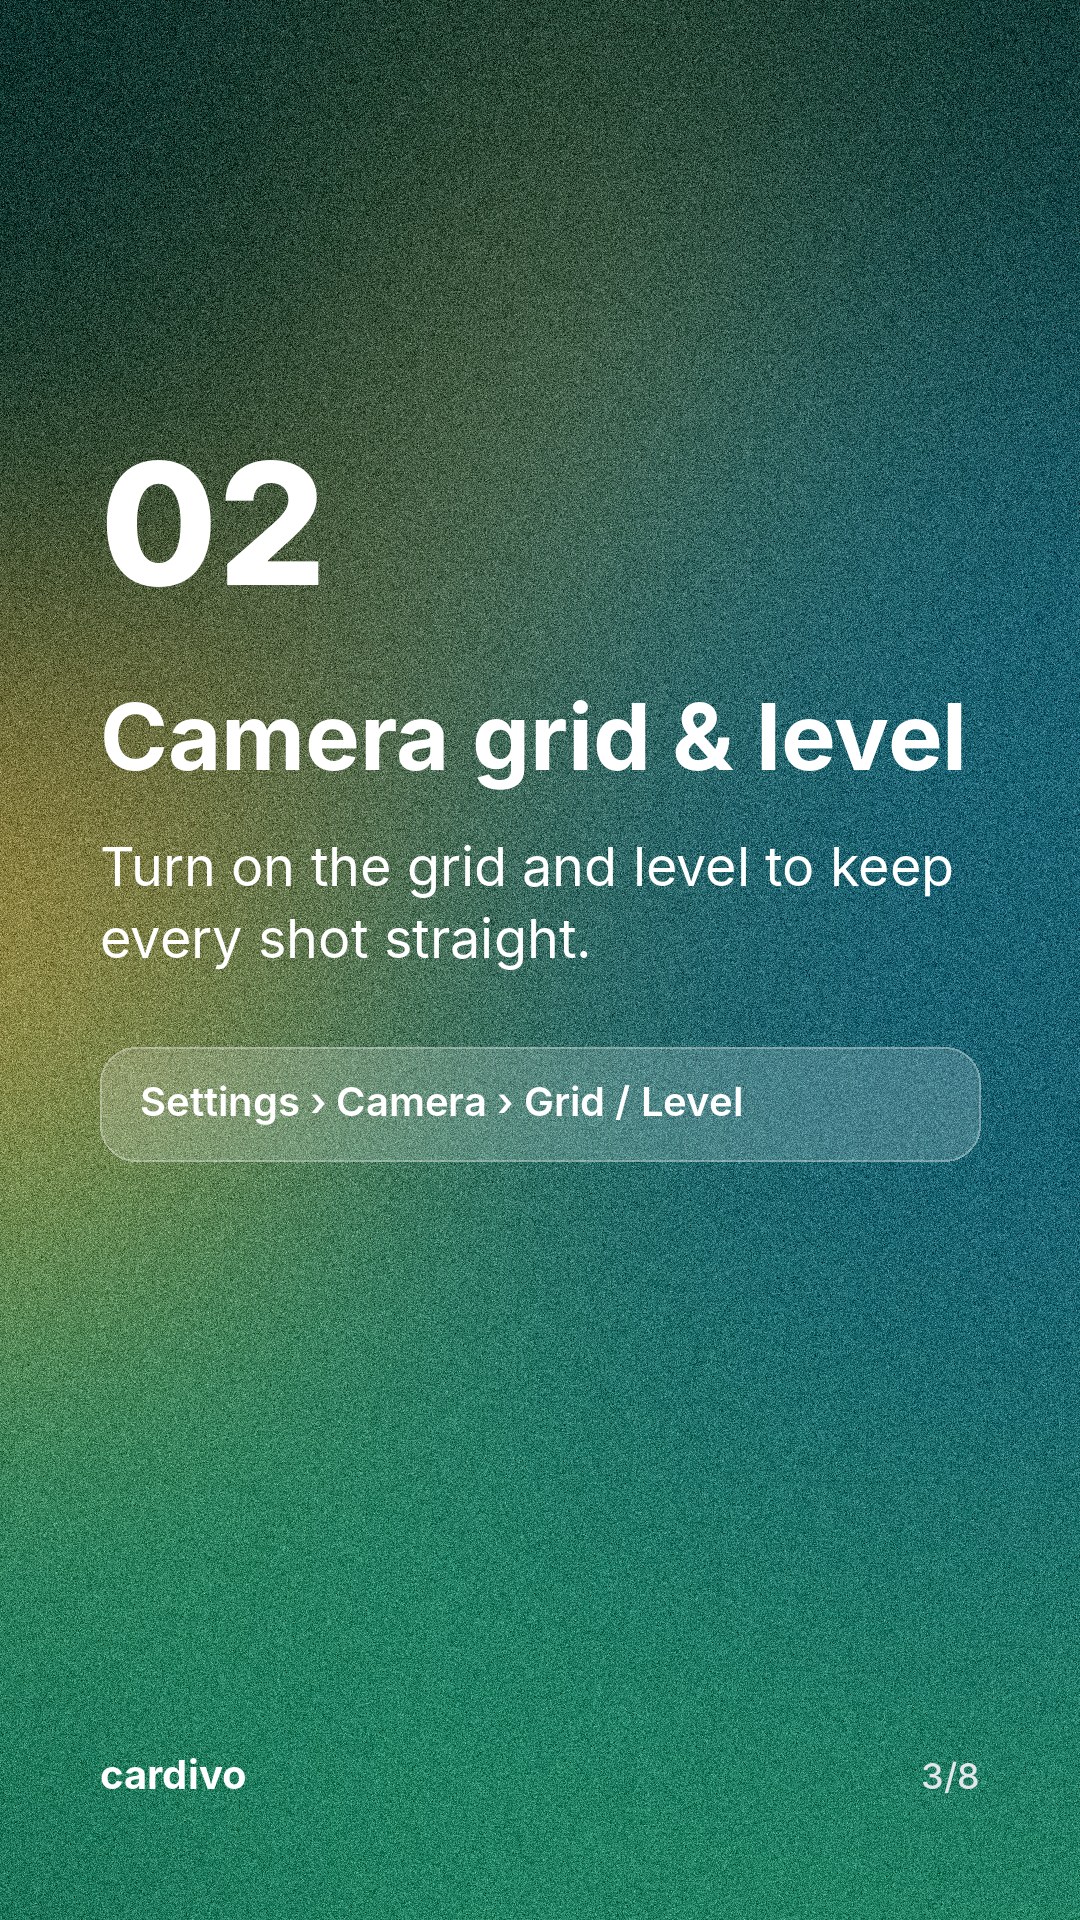 02
Camera grid & level
Turn on the grid and level to keep
every shot straight.
Settings › Camera › Grid / Level
cardivo
3/8